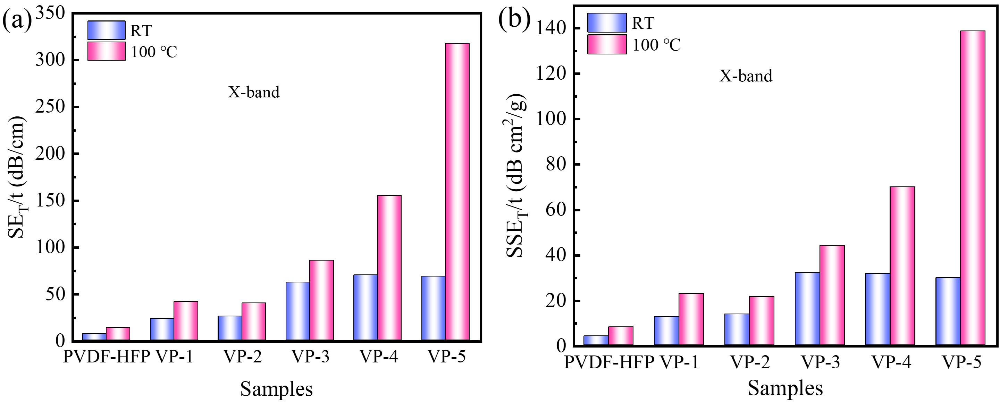 (a)
RT
100 ℃
X-band
SE_T/t (dB/cm)
350
300
250
200
150
100
50
0
PVDF-HFP VP-1 VP-2 VP-3 VP-4 VP-5
Samples
(b)
RT
100 ℃
X-band
SSE_T/t (dB cm²/g)
140
120
100
80
60
40
20
0
PVDF-HFP VP-1 VP-2 VP-3 VP-4 VP-5
Samples